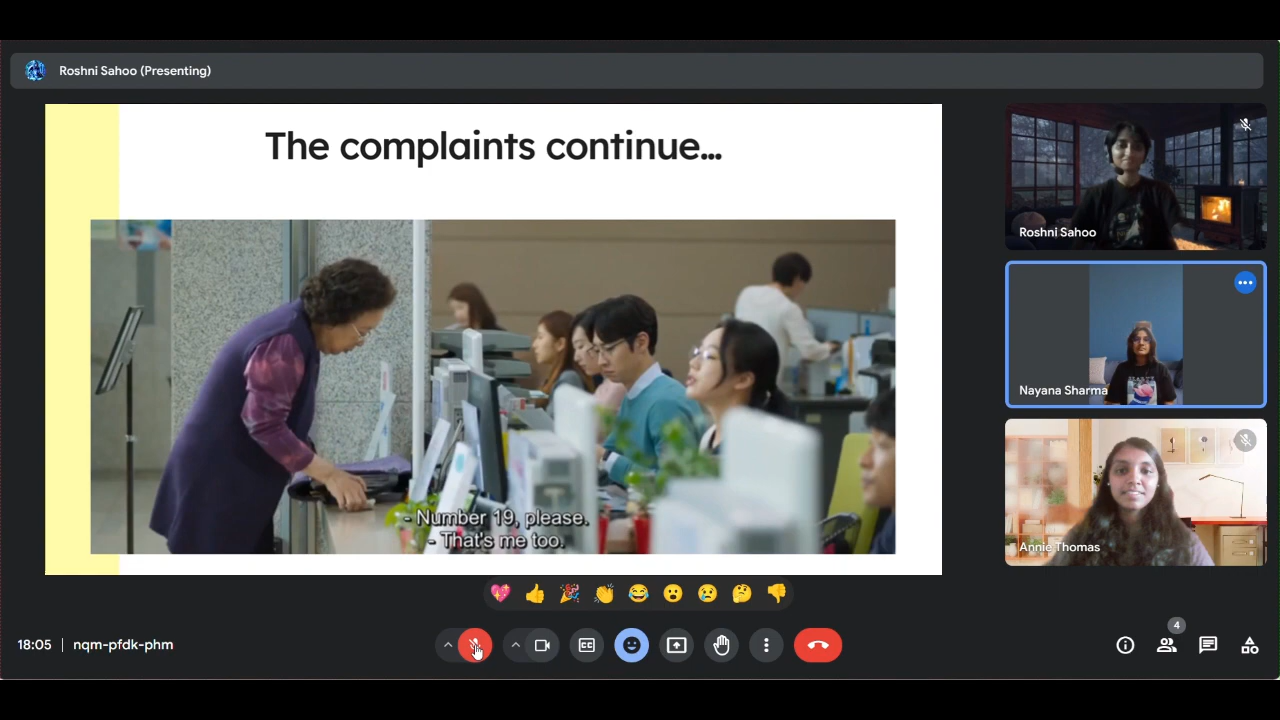 Roshni Sahoo (Presenting)
The complaints continue...
- Number 19, please.
- That's me too.
Roshni Sahoo
Nayana Sharma
Annie Thomas
18:05 | nqm-pfdk-phm
4